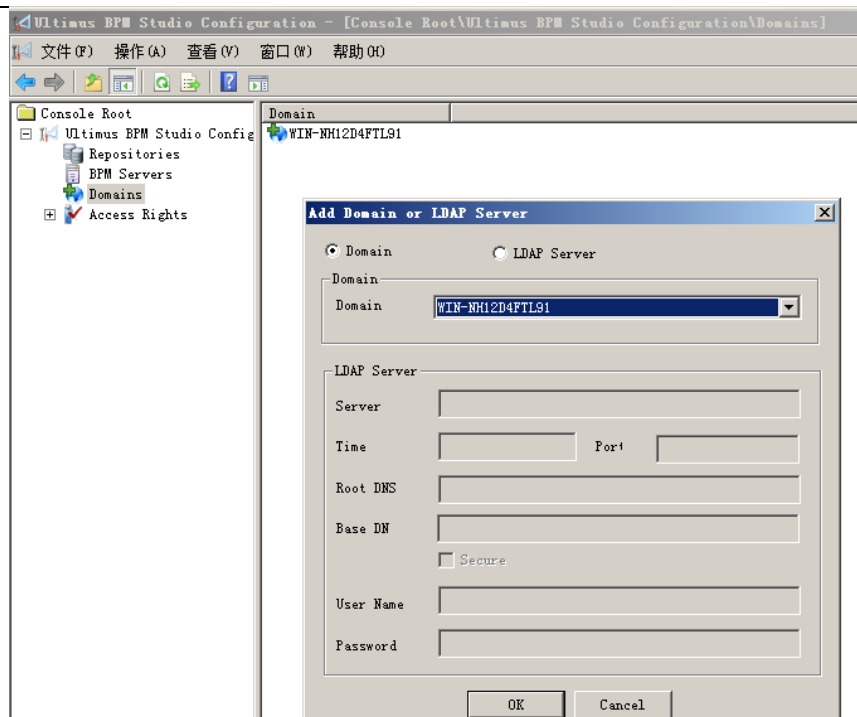 Ultimus BPM Studio Configuration - [Console Root\Ultimus BPM Studio Configuration\Domains]
文件(F) 操作(A) 查看(V) 窗口(W) 帮助(H)
Console Root
Ultimus BPM Studio Config
Repositories
BPM Servers
Domains
Access Rights
Domain
WIN-NH12D4FTL91
Add Domain or LDAP Server
Domain LDAP Server
Domain
Domain WIN-NH12D4FTL91
LDAP Server
Server
Time Port
Root DNS
Base DN
Secure
User Name
Password
OK Cancel